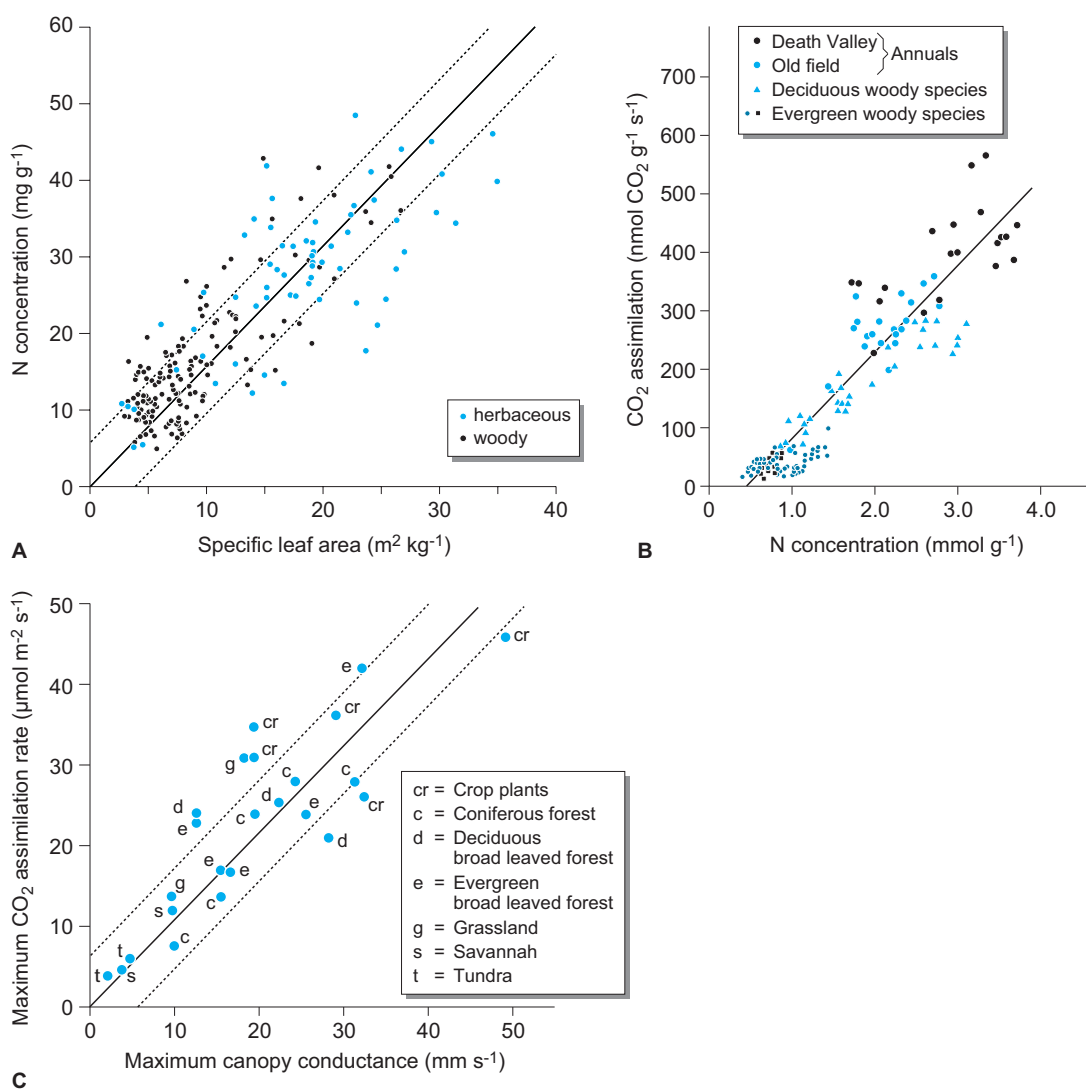 60
50
40
30
20
10
0
N concentration (mg g-1)
herbaceous
woody
0 10 20 30 40
Specific leaf area (m2 kg-1)
A
Death Valley
Old field
Annuals
Deciduous woody species
Evergreen woody species
700
600
500
400
300
200
100
0
CO2 assimilation (nmol CO2 g-1 s-1)
0 1.0 2.0 3.0 4.0
N concentration (mmol g-1)
B
50
40
30
20
10
0
Maximum CO2 assimilation rate (µmol m-2 s-1)
cr
e
cr
cr
cr
g
c
c
d
cr
d
e
c
e
d
e
e
g
c
s
c
t
t
s
cr = Crop plants
c = Coniferous forest
d = Deciduous
broad leaved forest
e = Evergreen
broad leaved forest
g = Grassland
s = Savannah
t = Tundra
0 10 20 30 40 50
Maximum canopy conductance (mm s-1)
C